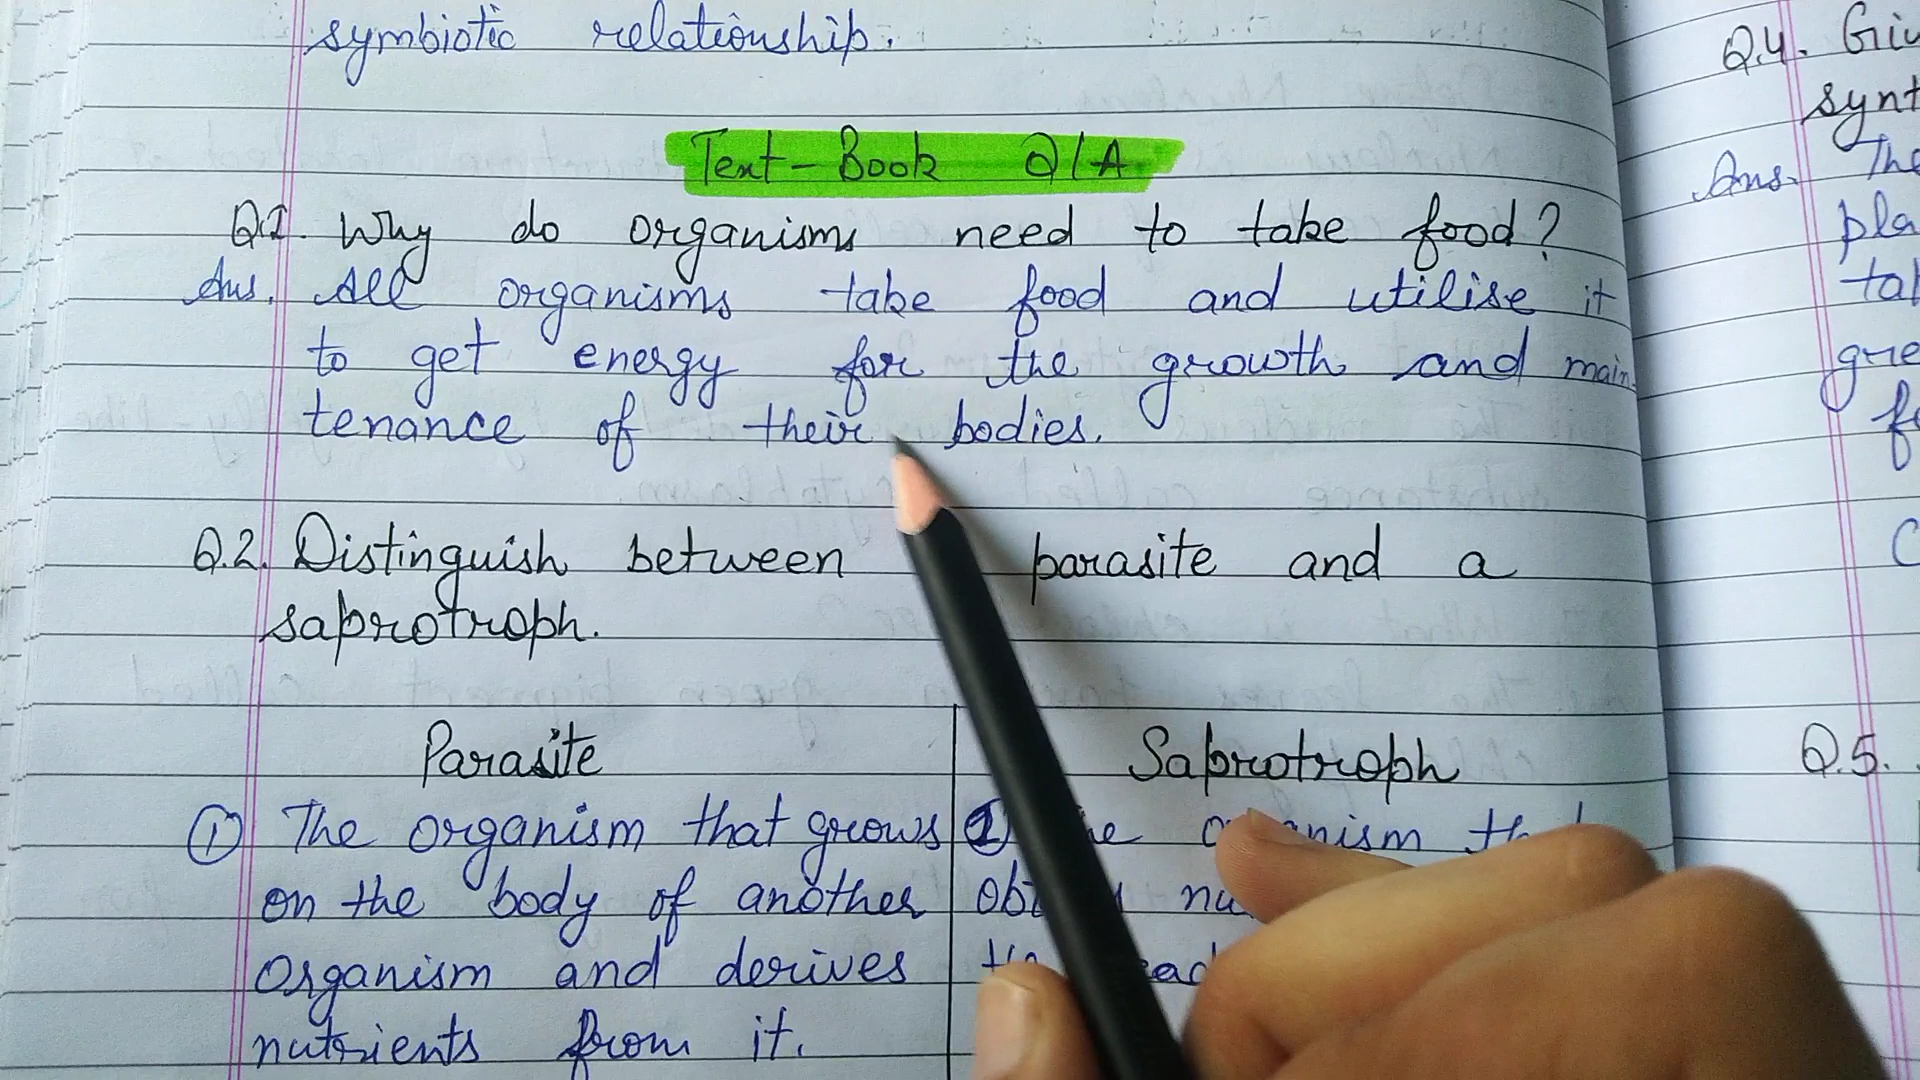 symbiotic relationship.
Text-Book Q/A
Q.1. Why do organisms need to take food?
Ans. All organisms take food and utilise it
to get energy for the growth and main-
tenance of their bodies.
Q.2. Distinguish between parasite and a
saprotroph.
Parasite
① The organism that grows
on the body of another
organism and derives
nutrients from it.
Saprotroph
① organism
Q.4.
Ans. The
Q.5.